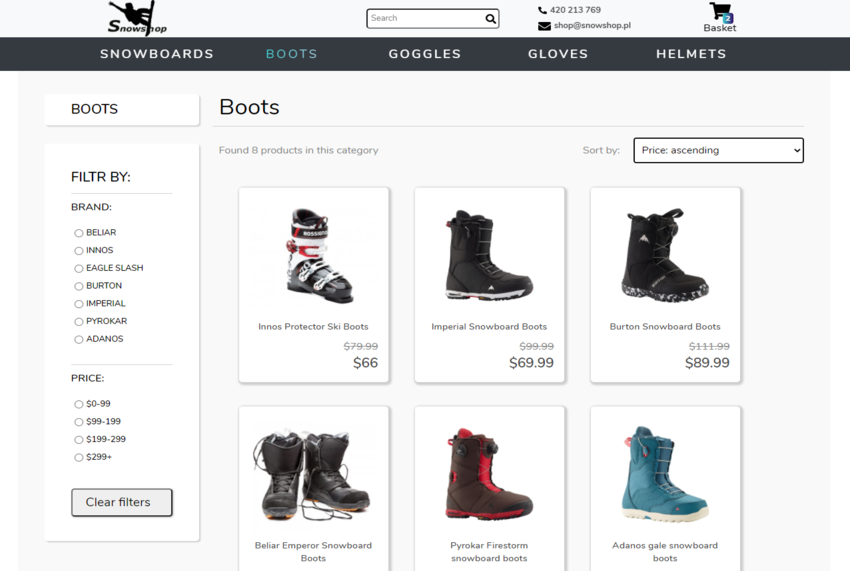 Snowshop
Search
420 213 769
shop@snowshop.pl
2
Basket
SNOWBOARDS BOOTS GOGGLES GLOVES HELMETS
BOOTS
FILTR BY:
BRAND:
BELIAR
INNOS
EAGLE SLASH
BURTON
IMPERIAL
PYROKAR
ADANOS
PRICE:
$0-99
$99-199
$199-299
$299+
Clear filters
Boots
Found 8 products in this category
Sort by: Price: ascending
ROSSIGNOL
Innos Protector Ski Boots
$79.99
$66
Imperial Snowboard Boots
$99.99
$69.99
Burton Snowboard Boots
$111.99
$89.99
Beliar Emperor Snowboard
Boots
Pyrokar Firestorm
snowboard boots
Adanos gale snowboard
boots